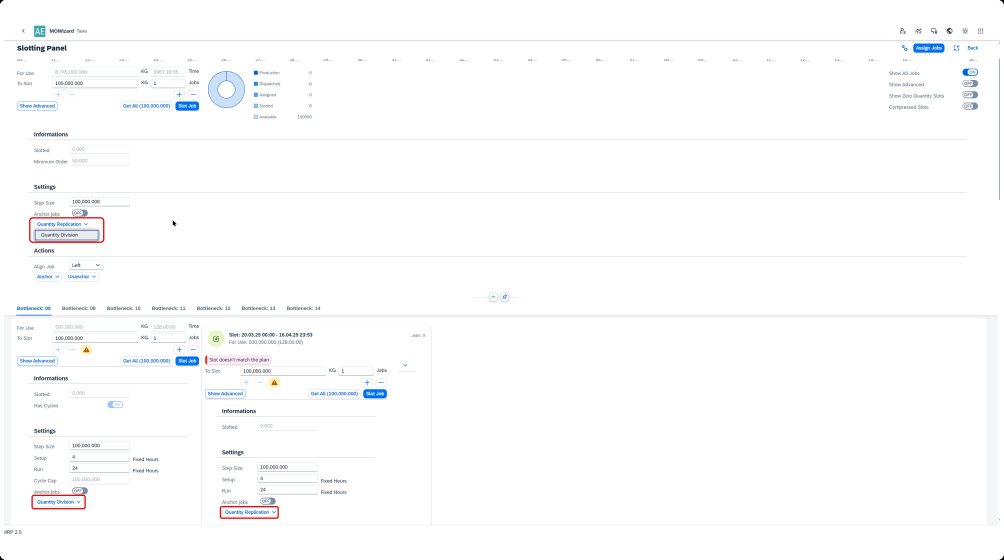 AE MOWizard Tasks
Slotting Panel
Assign Jobs Back
For Use 8,745,000.000 KG Time
To Slot 100,000.000 KG 1 Jobs
Show Advanced Get All (100,000.000) Slot Job
Production 0
Dispatched 0
Assigned 0
Slotted 0
Available 100000
Show All Jobs ON
Show Advanced OFF
Show Zero Quantity Slots OFF
Compressed Slots OFF
Informations
Slotted 0.000
Minimum Order 50.000
Settings
Step Size 100,000.000
Anchor jobs OFF
Quantity Replication
Quantity Division
Actions
Align Job Left
Anchor Unanchor
Bottleneck: 09 Bottleneck: 09 Bottleneck: 10 Bottleneck: 11 Bottleneck: 12 Bottleneck: 13 Bottleneck: 14
For Use 500,000.000 KG 128:00:00 Time
To Slot 100,000.000 KG 1 Jobs
Show Advanced Get All (100,000.000) Slot Job
Informations
Slotted 0.000
Has Cycles ON
Settings
Step Size 100,000.000
Setup 4 Fixed Hours
Run 24 Fixed Hours
Cycle Cap 100,000.000
Anchor jobs OFF
Quantity Division
Slot: 20.03.25 00:00 - 16.04.25 23:53 Jobs: 0
For Use: 500,000.000 (128:00:00)
Slot doesn't match the plan
To Slot 100,000.000 KG 1 Jobs
Show Advanced Get All (100,000.000) Slot Job
Informations
Slotted 0.000
Settings
Step Size 100,000.000
Setup 4 Fixed Hours
Run 24 Fixed Hours
Anchor jobs OFF
Quantity Replication
MRP 2.5